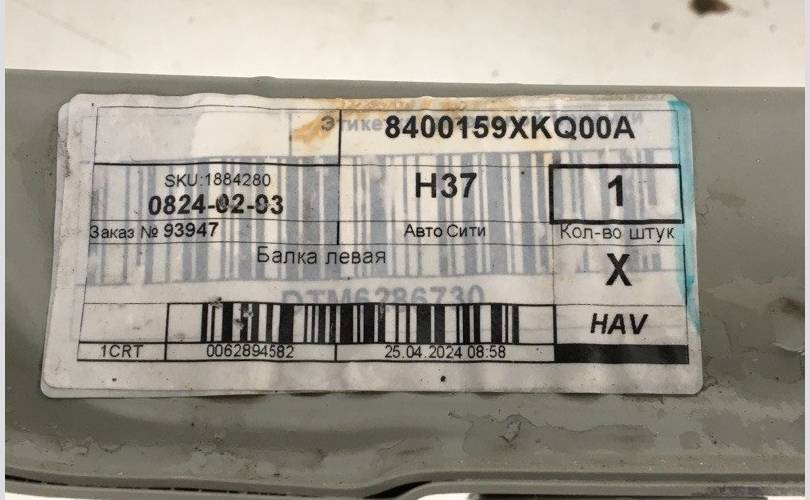 8400159XKQ00A
SKU:1884280
0824-02-03
H37
1
Заказ № 93947
Авто Сити
Кол-во штук
Балка левая
X
DTM6286730
HAV
1CRT
0062894582
25.04.2024 08:58